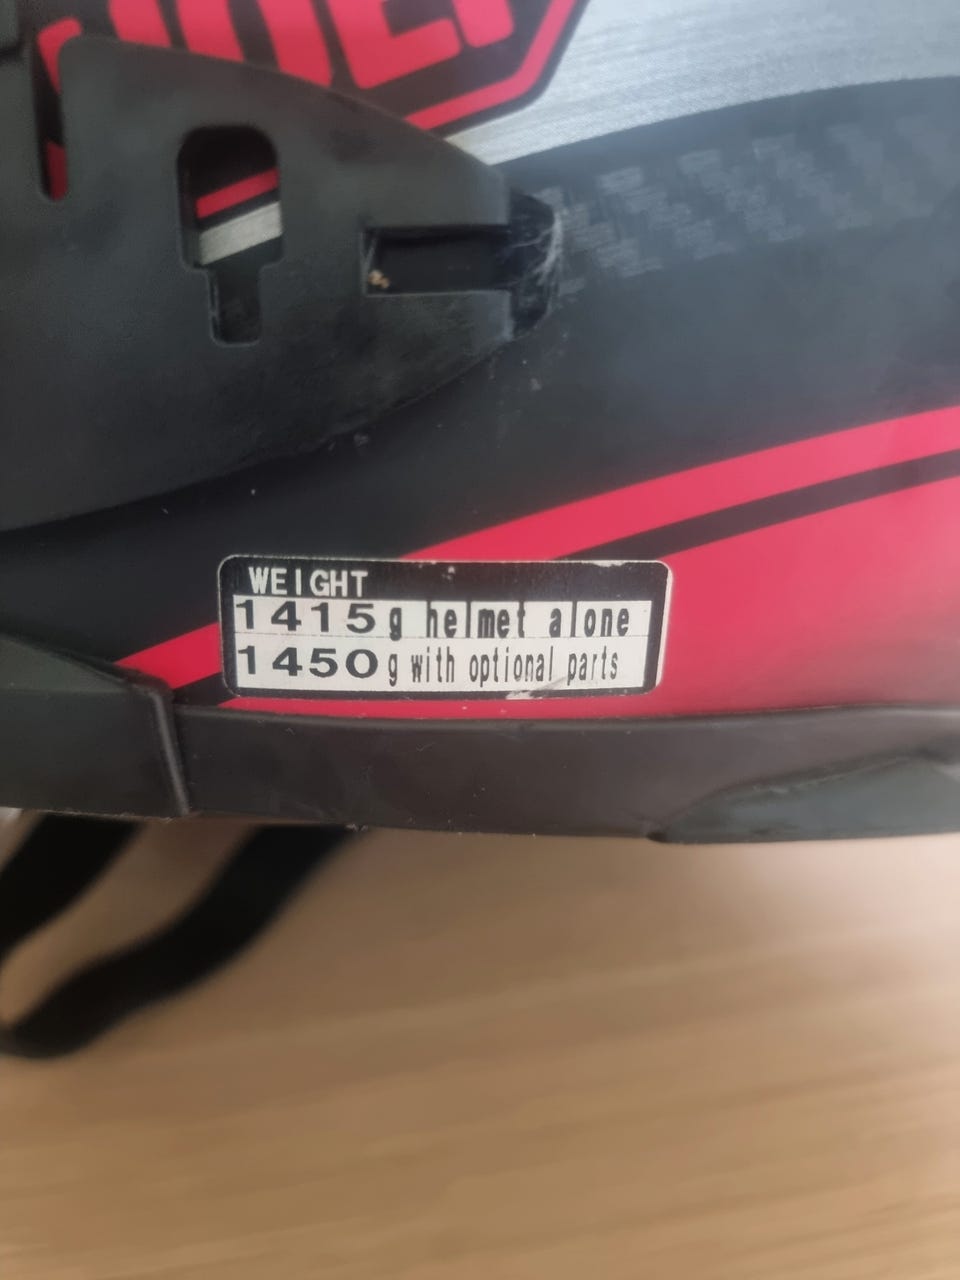 WEIGHT
1415g helmet alone
1450g with optional parts